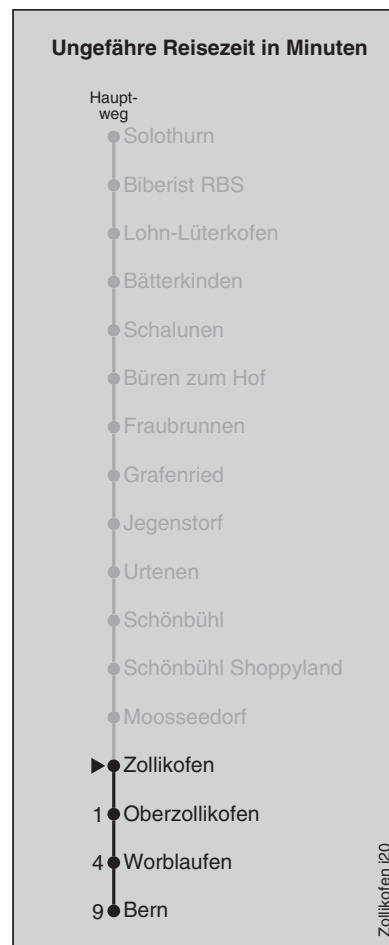 Ungefähre Reisezeit in Minuten
Haupt-
weg
Solothurn
Biberist RBS
Lohn-Lüterkofen
Bätterkinden
Schalunen
Büren zum Hof
Fraubrunnen
Grafenried
Jegenstorf
Urtenen
Schönbühl
Schönbühl Shoppyland
Moosseedorf
Zollikofen
1 Oberzollikofen
4 Worblaufen
9 Bern
Zollikofen j20